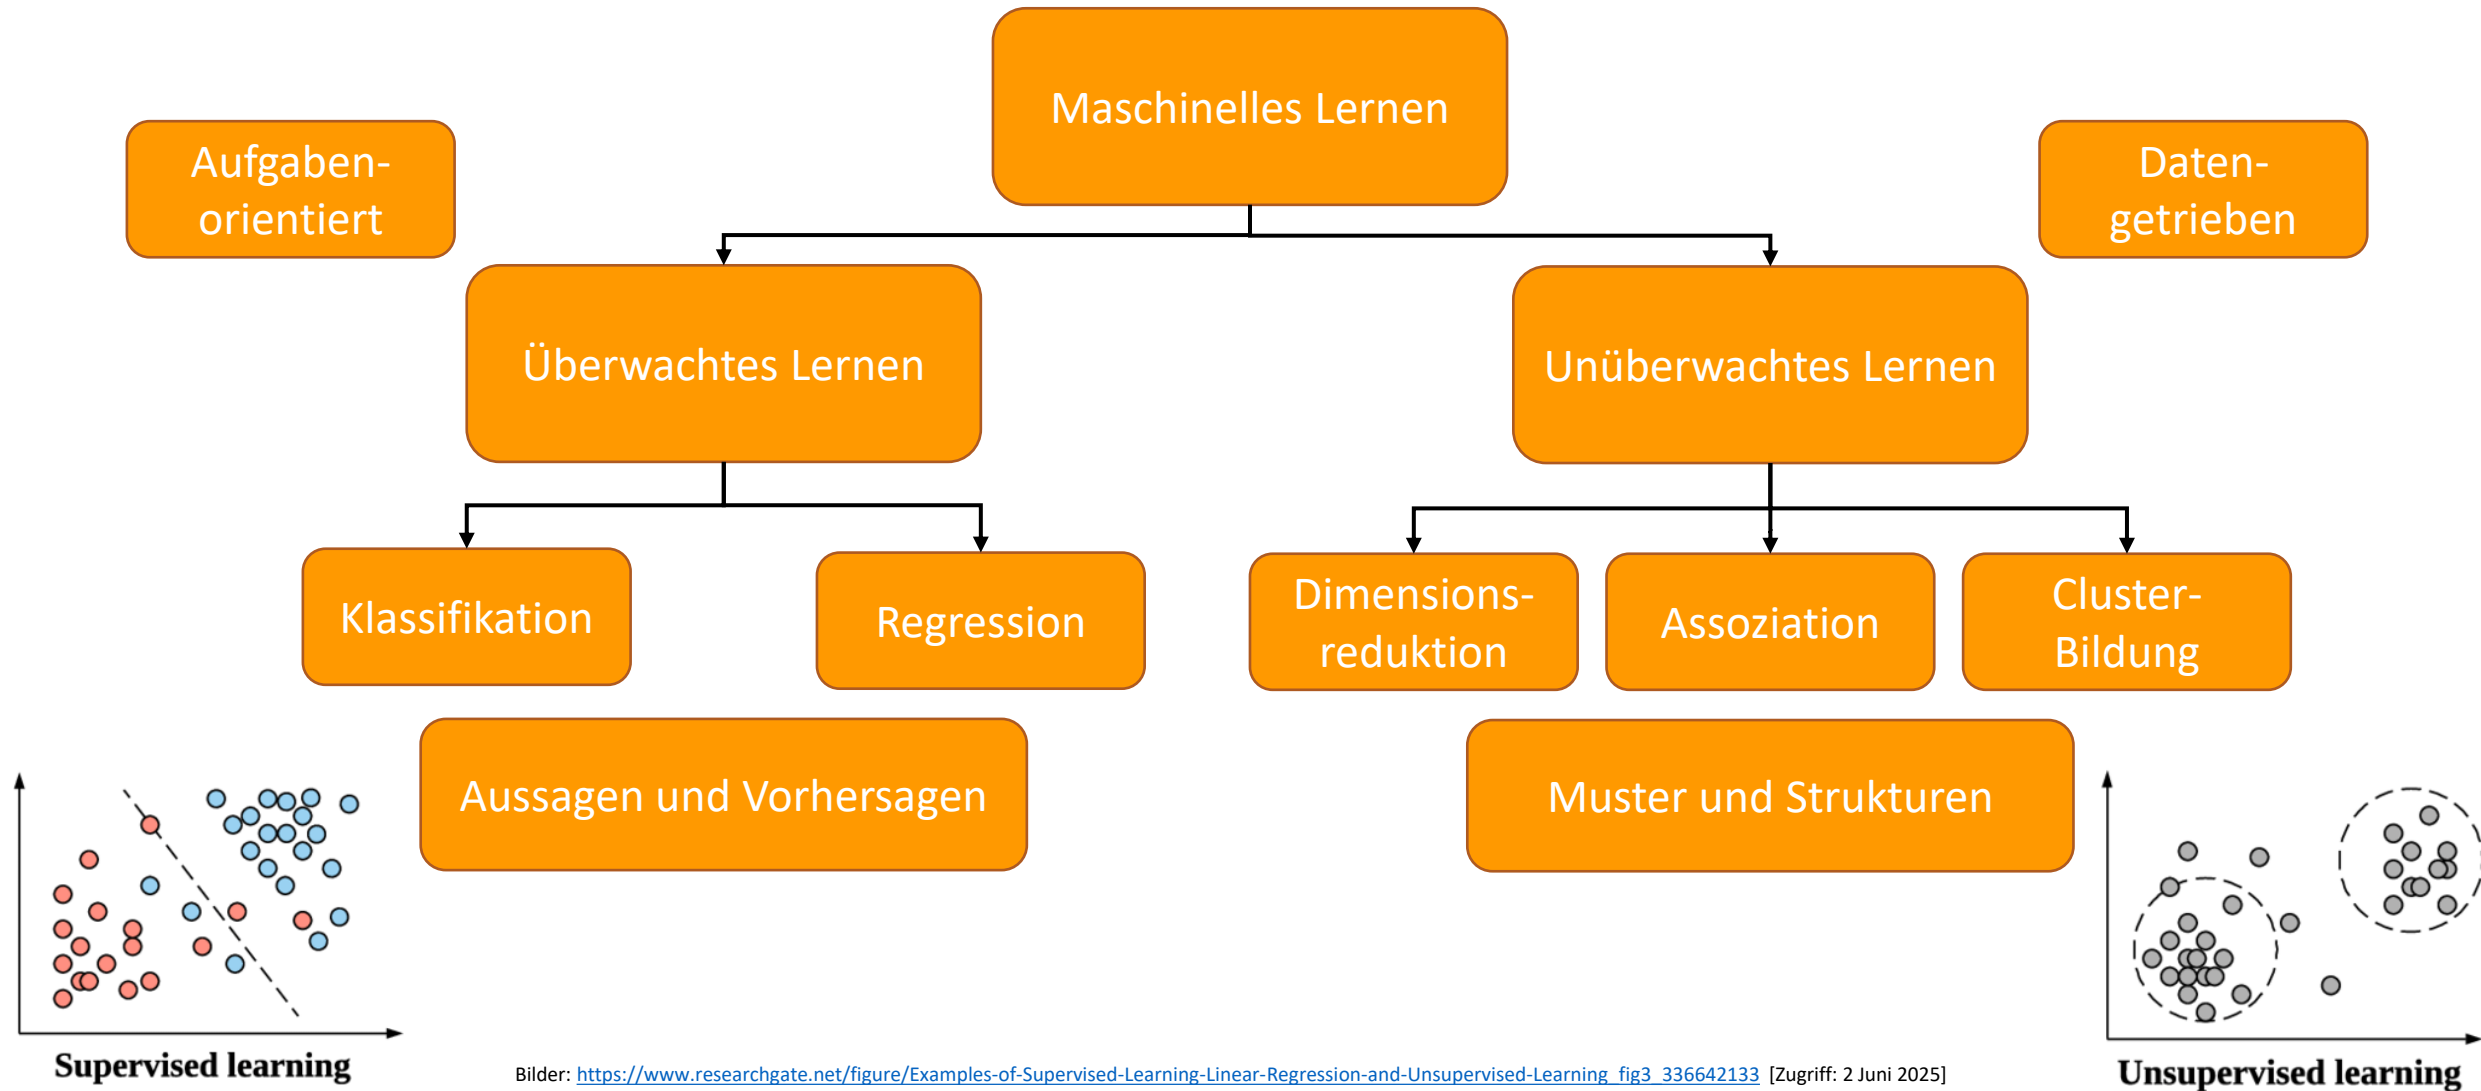 Maschinelles Lernen
Aufgaben-
orientiert
Daten-
getrieben
Überwachtes Lernen
Unüberwachtes Lernen
Klassifikation
Regression
Dimensions-
reduktion
Assoziation
Cluster-
Bildung
Aussagen und Vorhersagen
Muster und Strukturen
Supervised learning
Unsupervised learning
Bilder: https://www.researchgate.net/figure/Examples-of-Supervised-Learning-Linear-Regression-and-Unsupervised-Learning_fig3_336642133 [Zugriff: 2 Juni 2025]